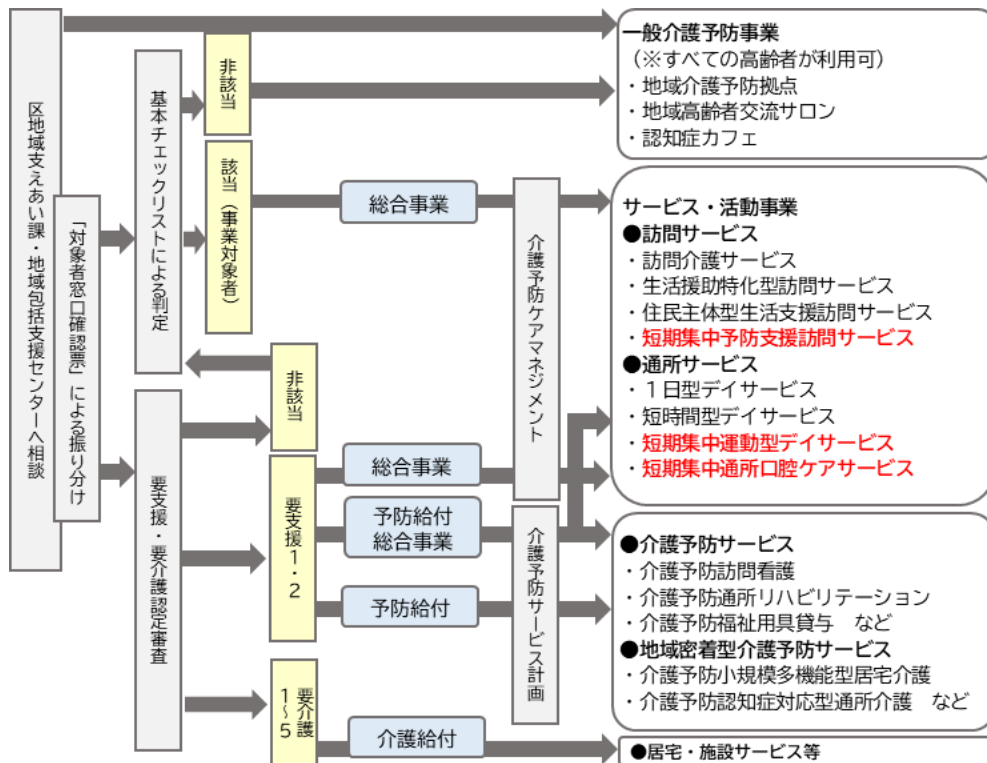 区地域支えあい課・地域包括支援センターへ相談
「対象者窓口確認票」による振り分け
基本チェックリストによる判定
要支援・要介護認定審査
非該当
該当（事業対象者）
非該当
要支援１・２
要介護
１～５
総合事業
総合事業
予防給付
総合事業
予防給付
介護給付
介護予防ケアマネジメント
介護予防サービス計画
一般介護予防事業
（※すべての高齢者が利用可）
・地域介護予防拠点
・地域高齢者交流サロン
・認知症カフェ
サービス・活動事業
●訪問サービス
・訪問介護サービス
・生活援助特化型訪問サービス
・住民主体型生活支援訪問サービス
・短期集中予防支援訪問サービス
●通所サービス
・１日型デイサービス
・短時間型デイサービス
・短期集中運動型デイサービス
・短期集中通所口腔ケアサービス
●介護予防サービス
・介護予防訪問看護
・介護予防通所リハビリテーション
・介護予防福祉用具貸与　など
●地域密着型介護予防サービス
・介護予防小規模多機能型居宅介護
・介護予防認知症対応型通所介護　など
●居宅・施設サービス等